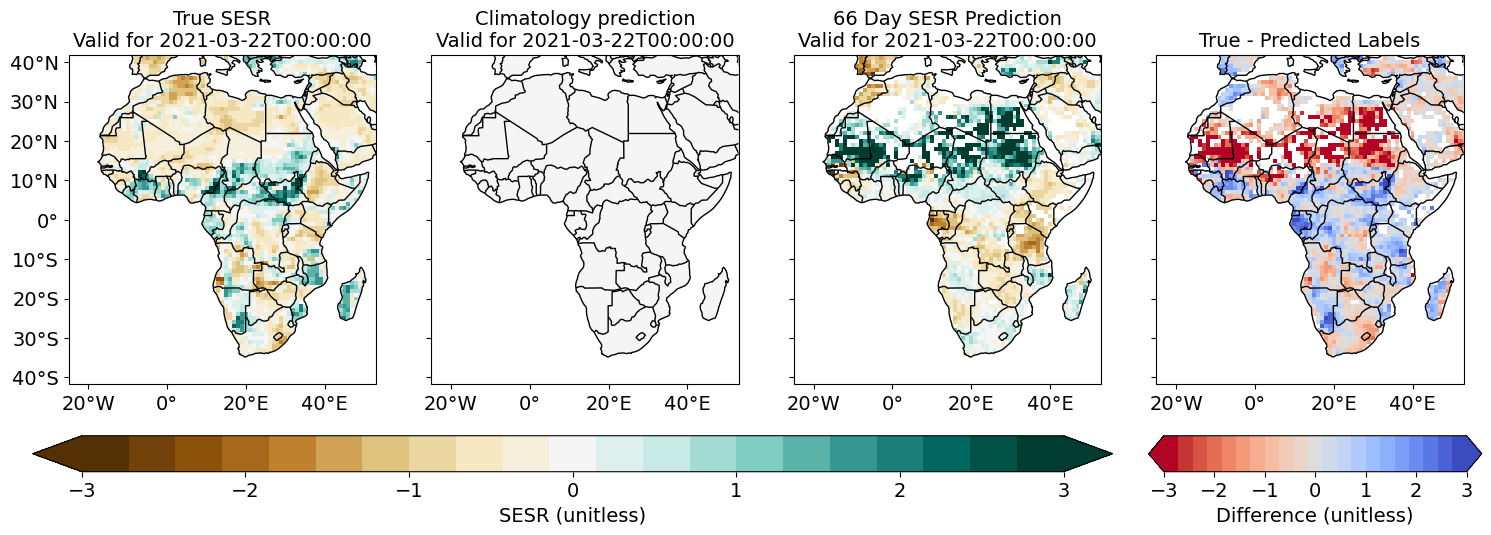 True SESR
Valid for 2021-03-22T00:00:00
Climatology prediction
Valid for 2021-03-22T00:00:00
66 Day SESR Prediction
Valid for 2021-03-22T00:00:00
True - Predicted Labels
40°N
30°N
20°N
10°N
0°
10°S
20°S
30°S
40°S
20°W 0° 20°E 40°E
20°W 0° 20°E 40°E
20°W 0° 20°E 40°E
20°W 0° 20°E 40°E
−3 −2 −1 0 1 2 3
SESR (unitless)
−3 −2 −1 0 1 2 3
Difference (unitless)